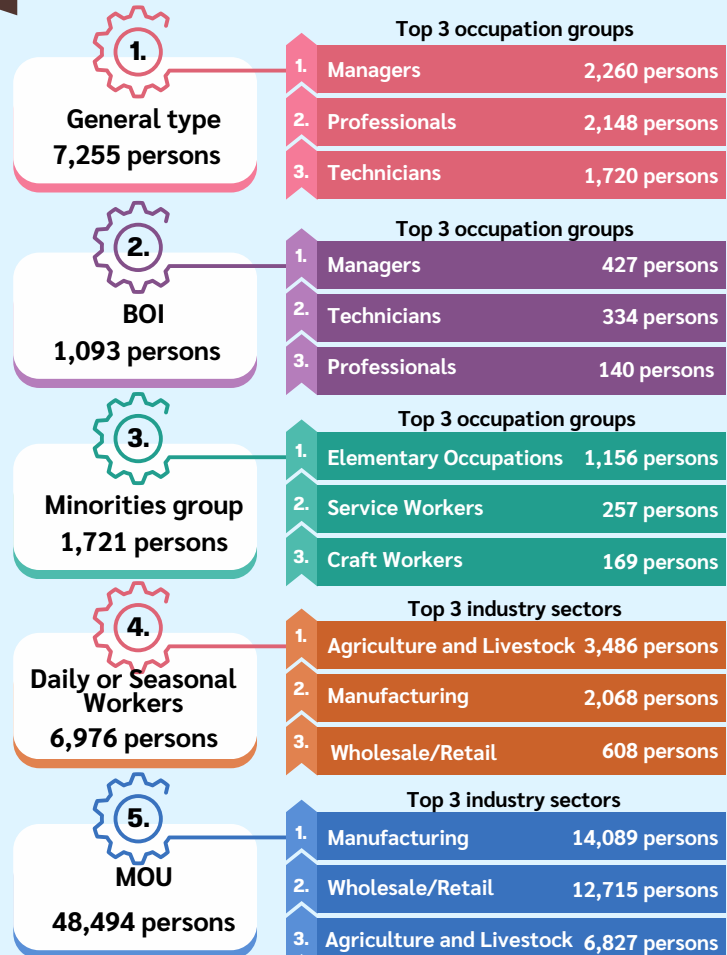 1.
General type
7,255 persons
Top 3 occupation groups
1. Managers 2,260 persons
2. Professionals 2,148 persons
3. Technicians 1,720 persons
2.
BOI
1,093 persons
Top 3 occupation groups
1. Managers 427 persons
2. Technicians 334 persons
3. Professionals 140 persons
3.
Minorities group
1,721 persons
Top 3 occupation groups
1. Elementary Occupations 1,156 persons
2. Service Workers 257 persons
3. Craft Workers 169 persons
4.
Daily or Seasonal
Workers
6,976 persons
Top 3 industry sectors
1. Agriculture and Livestock 3,486 persons
2. Manufacturing 2,068 persons
3. Wholesale/Retail 608 persons
5.
MOU
48,494 persons
Top 3 industry sectors
1. Manufacturing 14,089 persons
2. Wholesale/Retail 12,715 persons
3. Agriculture and Livestock 6,827 persons